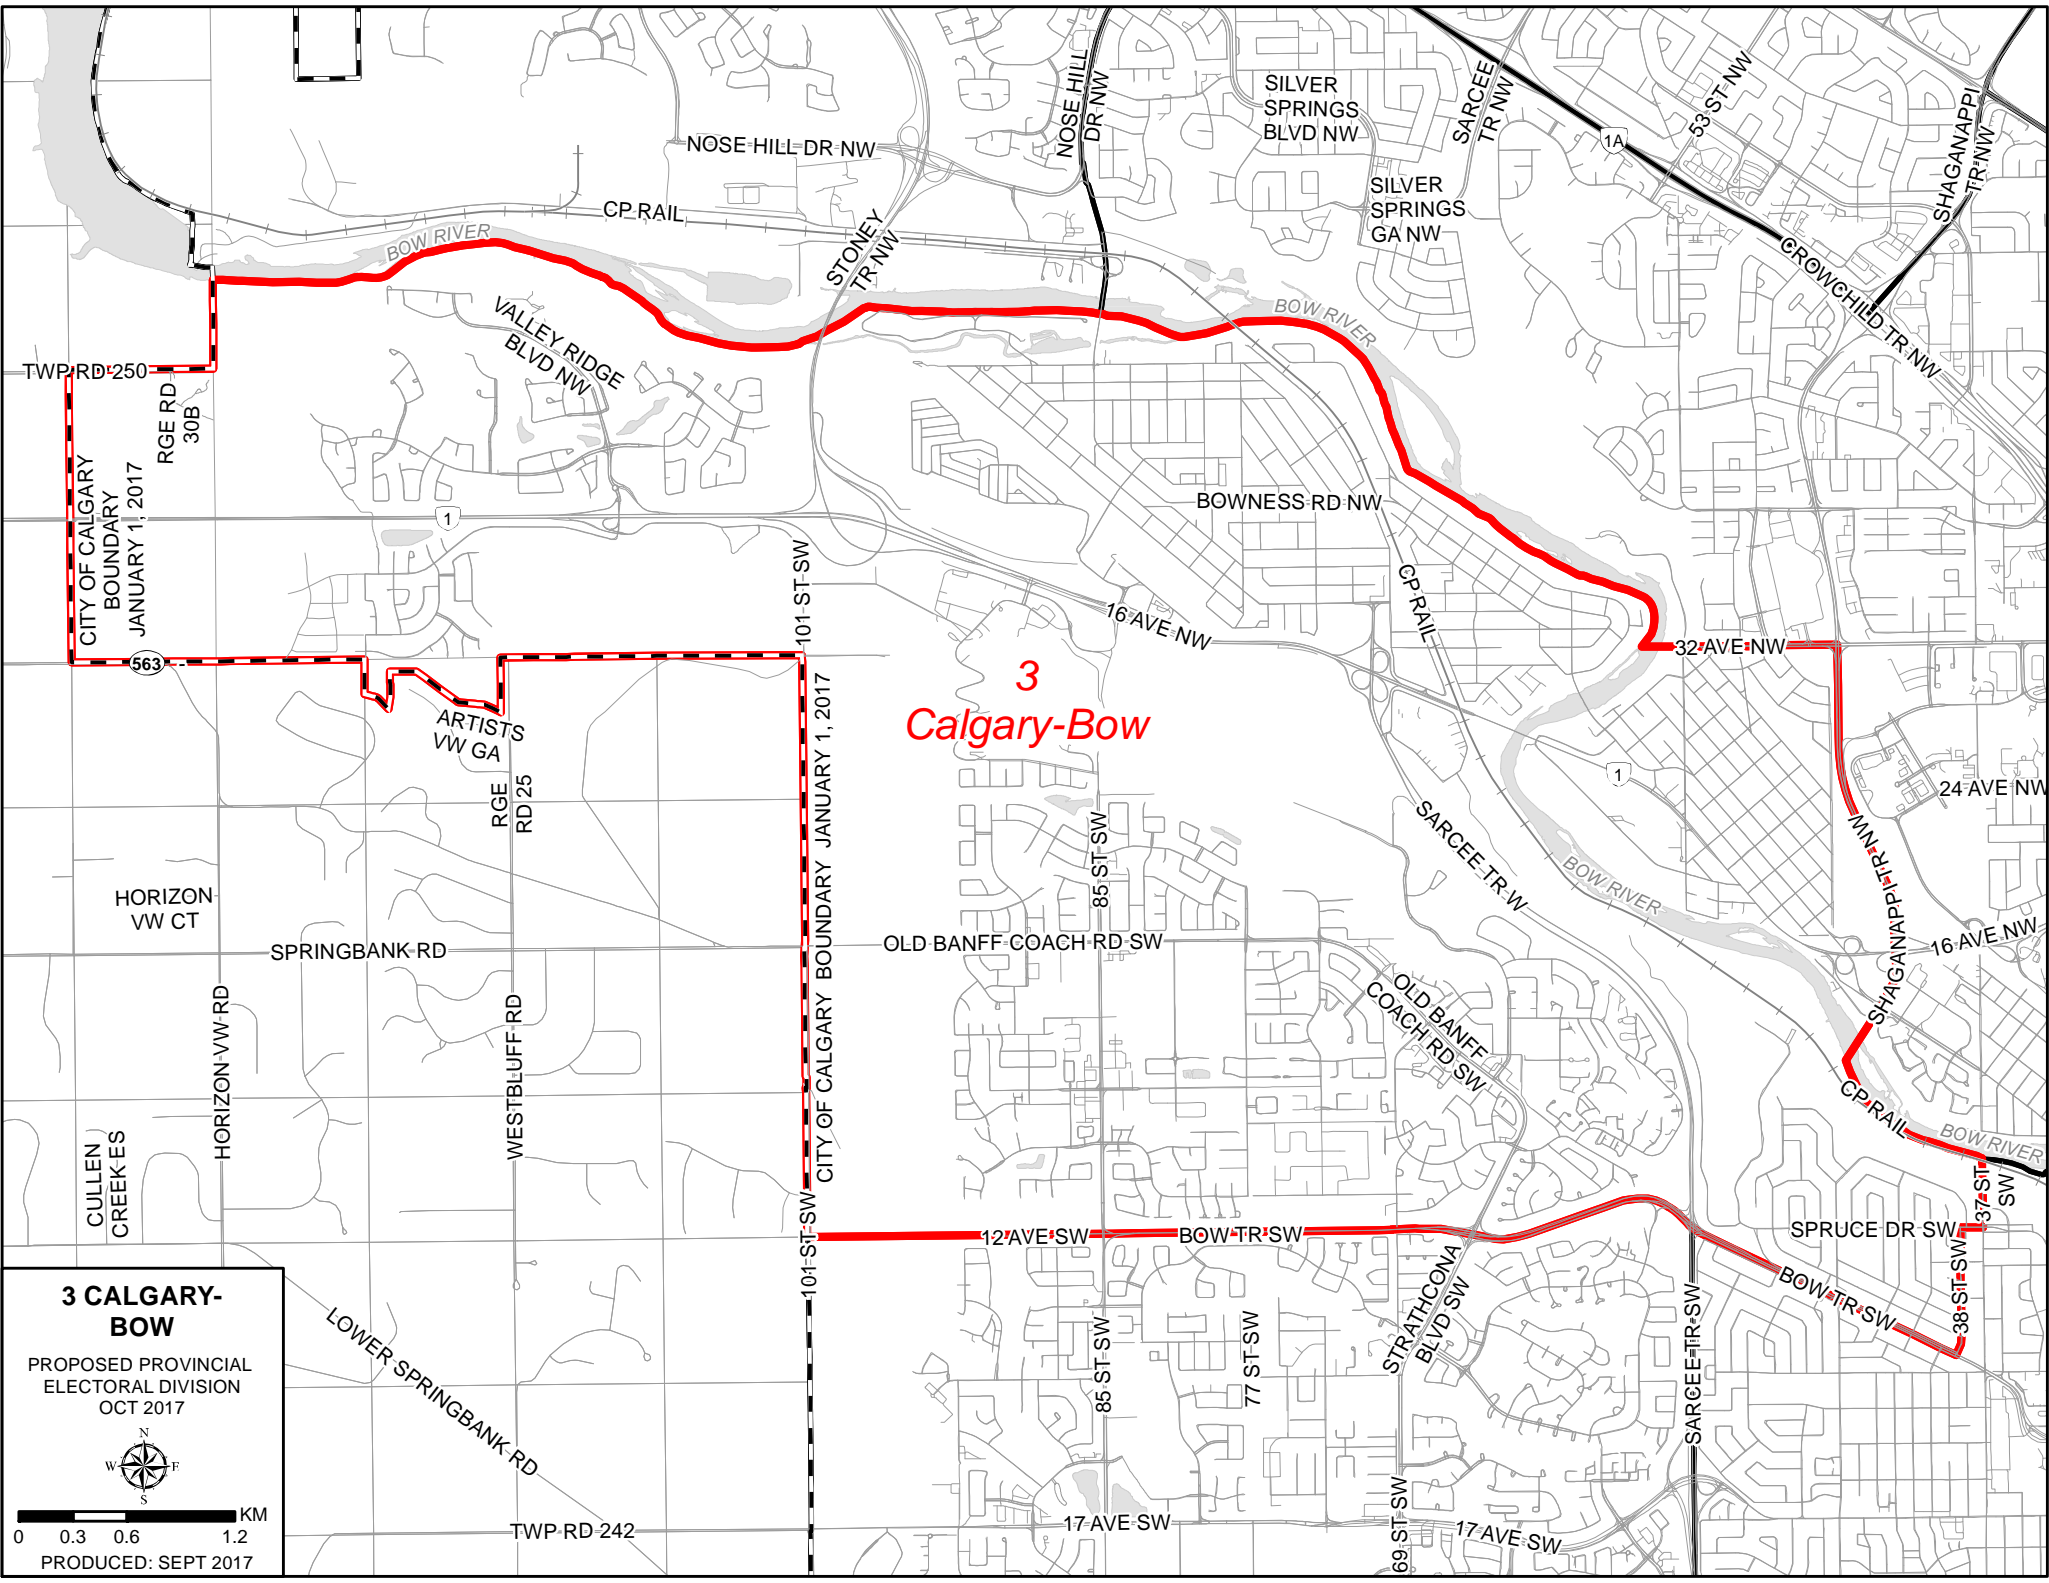 NOSE HILL
DR NW
SILVER
SPRINGS
BLVD NW
SARCEE
TR NW
53 ST NW
1A
SHAGANAPPI
TR NW
NOSE HILL DR NW
SILVER
SPRINGS
GA NW
CP RAIL
BOW RIVER
STONEY
TR NW
CROWCHILD TR NW
BOW RIVER
VALLEY RIDGE
BLVD NW
TWP RD 250
RGE RD
30B
CITY OF CALGARY
BOUNDARY
JANUARY 1, 2017
1
BOWNESS RD NW
101 ST SW
CP RAIL
16 AVE NW
32 AVE NW
563
3
Calgary-Bow
ARTISTS
VW GA
RGE
RD 25
CITY OF CALGARY BOUNDARY JANUARY 1, 2017
1
24 AVE NW
SARCEE TR W
85 ST SW
SHAGANAPPI TR NW
BOW RIVER
HORIZON
VW CT
SPRINGBANK RD
OLD BANFF COACH RD SW
16 AVE NW
OLD BANFF
COACH RD SW
SHAGANAPPI TR NW
HORIZON VW RD
WESTBLUFF RD
CP RAIL
BOW RIVER
CULLEN
CREEK ES
37 ST
SW
101 ST SW
12 AVE SW
BOW TR SW
SPRUCE DR SW
STRATHCONA
BLVD SW
BOW TR SW
38 ST SW
SARCEE TR SW
85 ST SW
77 ST SW
LOWER SPRINGBANK RD
69 ST SW
17 AVE SW
17 AVE SW
TWP RD 242
3 CALGARY-
BOW
PROPOSED PROVINCIAL
ELECTORAL DIVISION
OCT 2017
N
W E
S
KM
0 0.3 0.6 1.2
PRODUCED: SEPT 2017